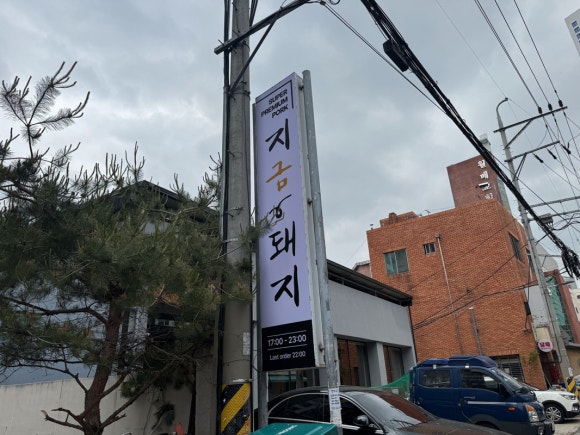 SUPER
PREMIUM
PORK
지
금
돼
지
17:00 - 23:00
Last order 22:00